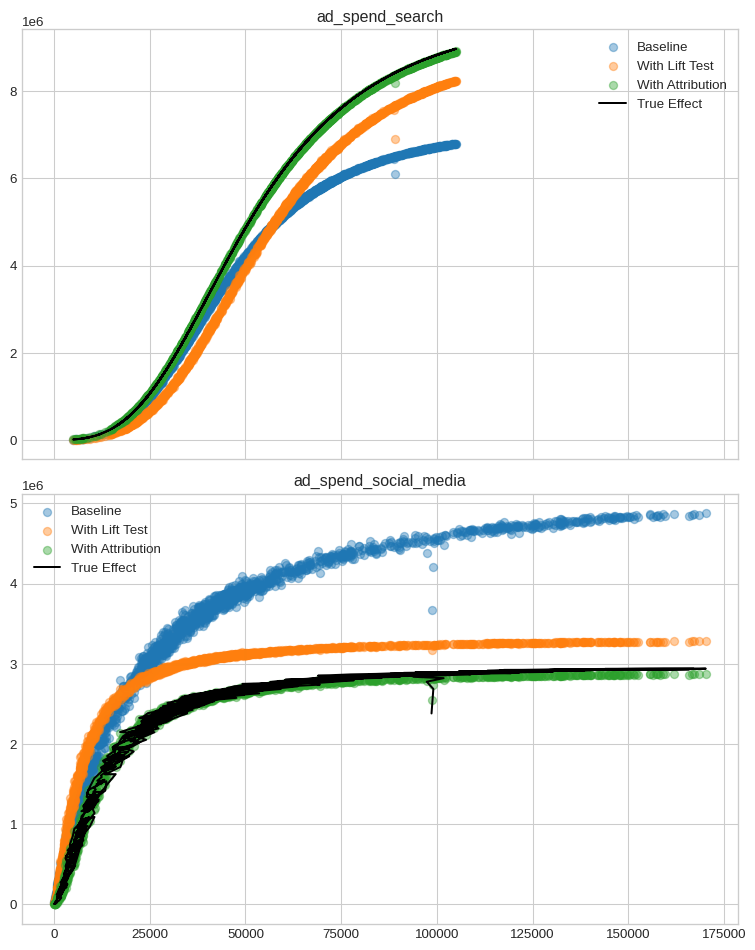 ad_spend_search
1e6
Baseline
With Lift Test
With Attribution
True Effect
8
6
4
2
0
ad_spend_social_media
1e6
Baseline
With Lift Test
With Attribution
True Effect
5
4
3
2
1
0
0 25000 50000 75000 100000 125000 150000 175000